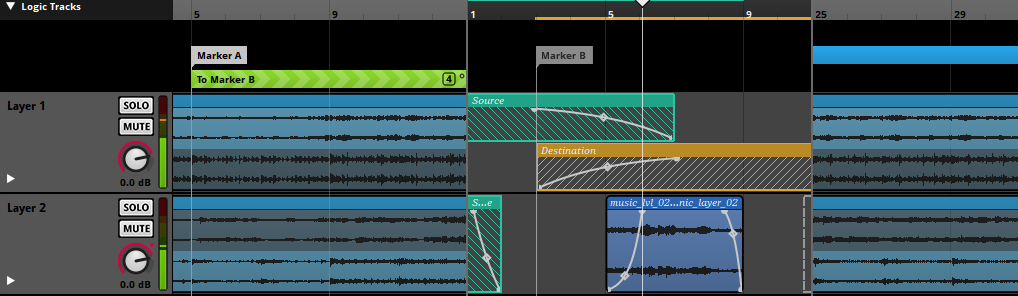 Logic Tracks
5 9 1 5 9 25 29
Marker A Marker B
To Marker B 4
Layer 1 SOLO Source
MUTE
Destination
0.0 dB
Layer 2 SOLO S...e music_lvl_02...nic_layer_02
MUTE
0.0 dB